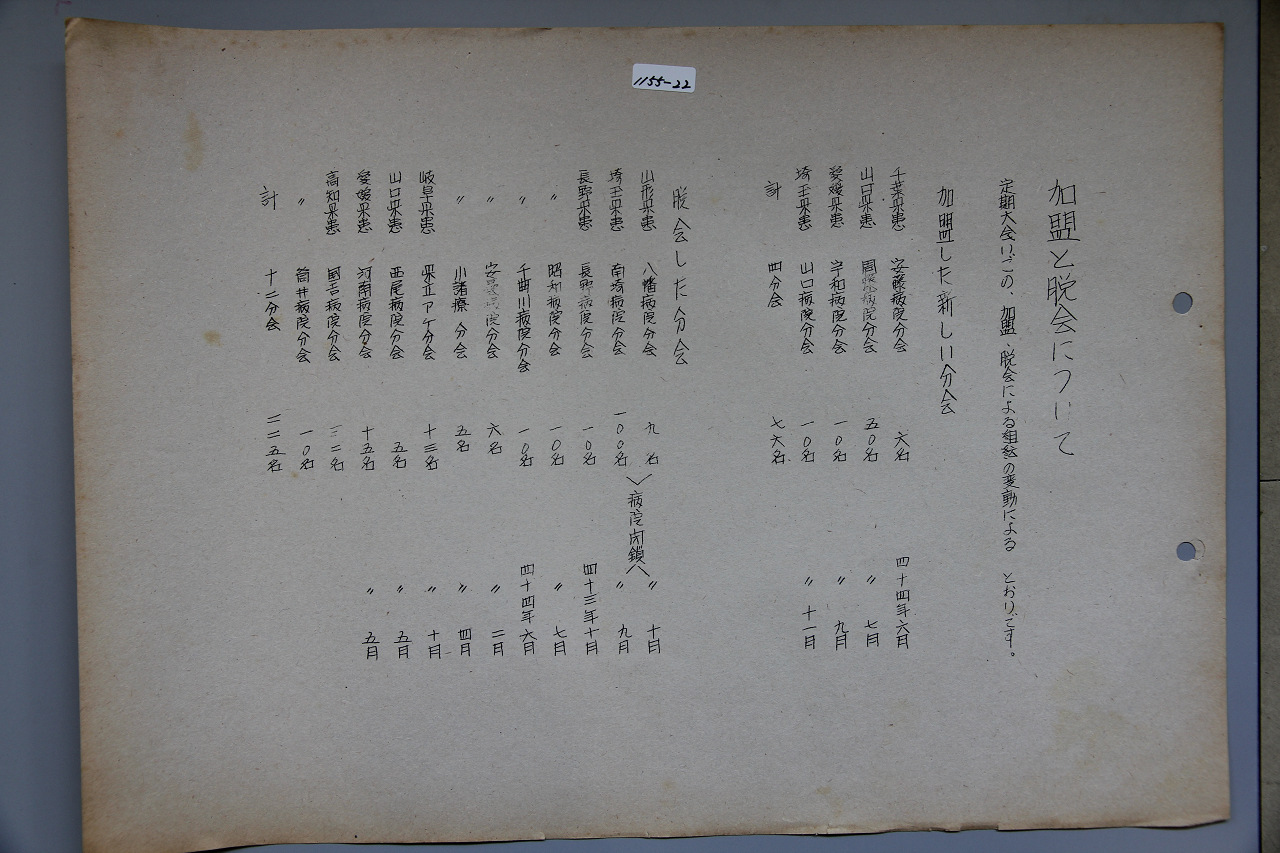 1155-22
加盟と脱会について
定期大会いごの、加盟、脱会による組織の変動による とおりです。
加盟した新しい分会
千葉県患 安藤病院分会 六名 四十四年六月
山口県患 周保病院分会 五〇名 〃 七月
愛媛県患 宇和病院分会 一〇名 〃 九月
埼玉県患 山口病院分会 一〇名 〃 十一月
計 四分会 七六名
脱会した分会
山形県患 八幡病院分会 九名 〃 十月
埼玉県患 南埼病院分会 一〇〇名 〃 九月
〈病院閉鎖〉
長野県患 長野病院分会 一〇名 四十三年十月
〃 昭和病院分会 一〇名 〃 七月
〃 千曲川病院分会 一〇名 四十四年六月
〃 安曇病院分会 六名 〃 二月
〃 小諸療 分会 五名 〃 四月
岐阜県患 県立アケ分会 十三名 〃 十月
山口県患 西尾病院分会 五名 〃 五月
愛媛県患 河南病院分会 十五名 〃 五月
高知県患 国吉病院分会 三二名
〃 筒井病院分会 一〇名
計 十二分会 二二五名